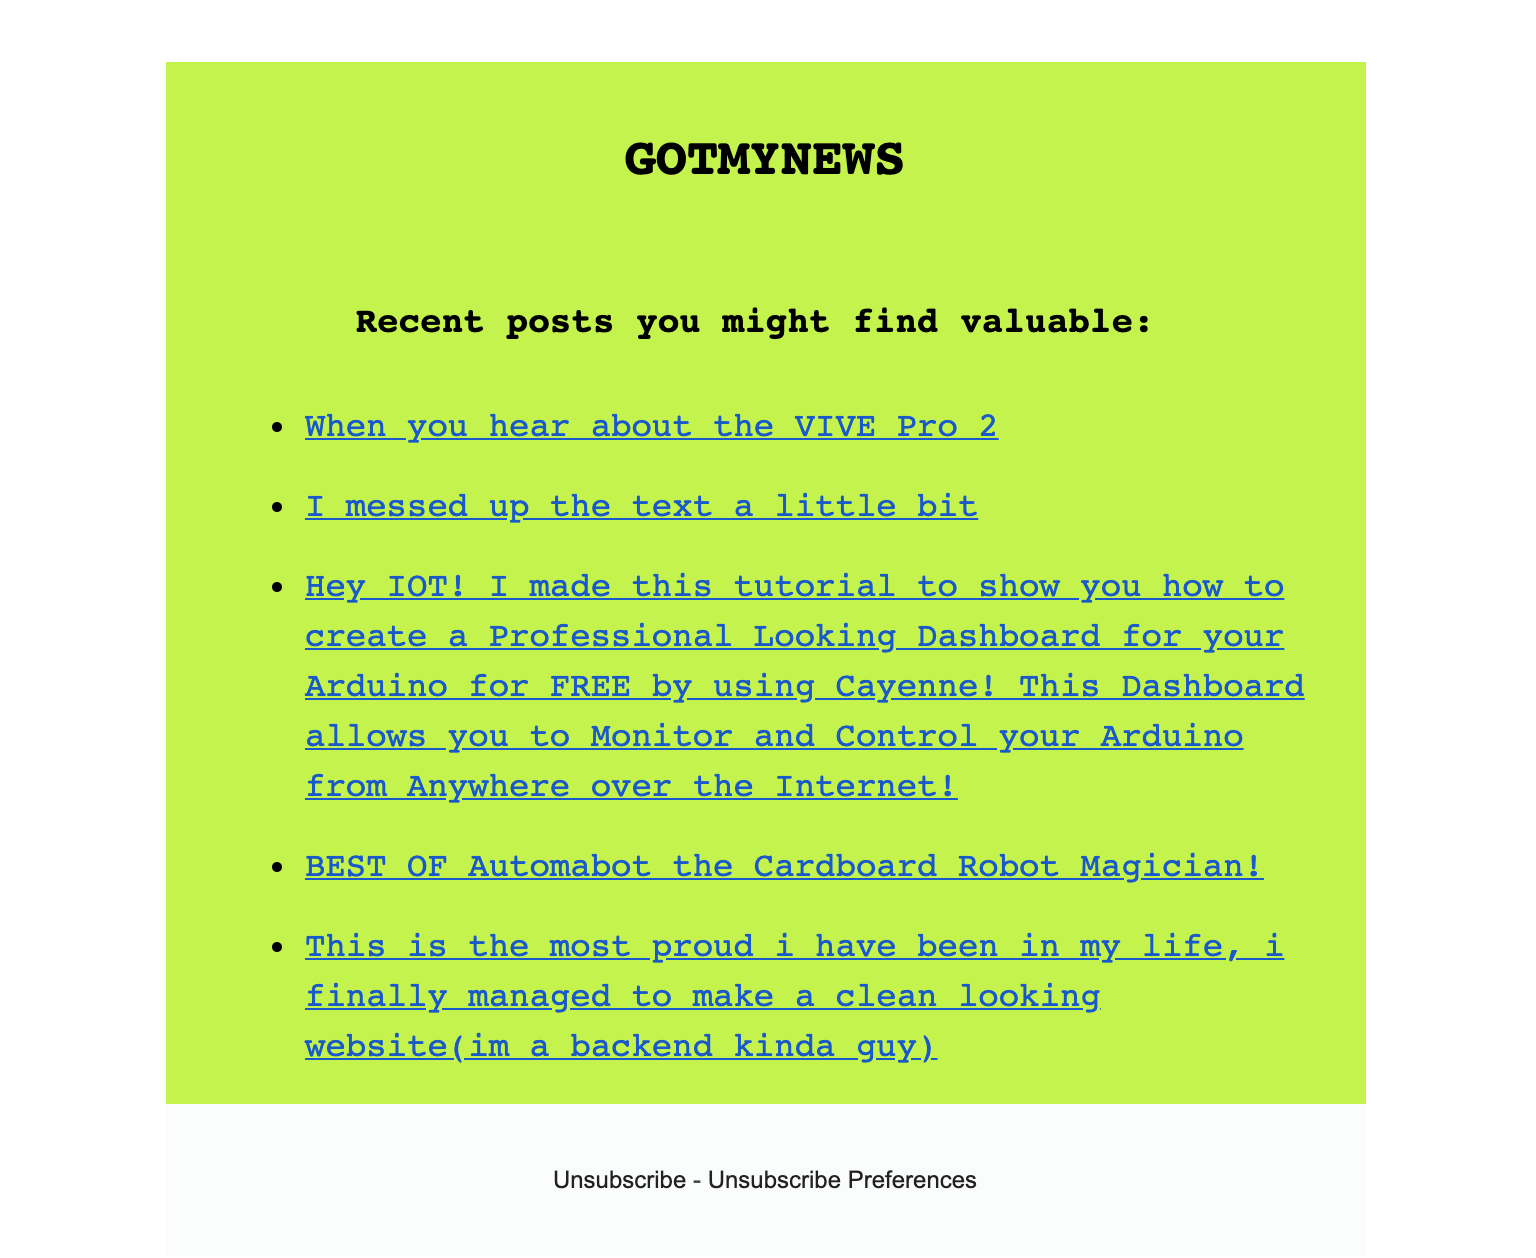 GOTMYNEWS
Recent posts you might find valuable:
When you hear about the VIVE Pro 2
I messed up the text a little bit
Hey IOT! I made this tutorial to show you how to
create a Professional Looking Dashboard for your
Arduino for FREE by using Cayenne! This Dashboard
allows you to Monitor and Control your Arduino
from Anywhere over the Internet!
BEST OF Automabot the Cardboard Robot Magician!
This is the most proud i have been in my life, i
finally managed to make a clean looking
website(im a backend kinda guy)
Unsubscribe - Unsubscribe Preferences